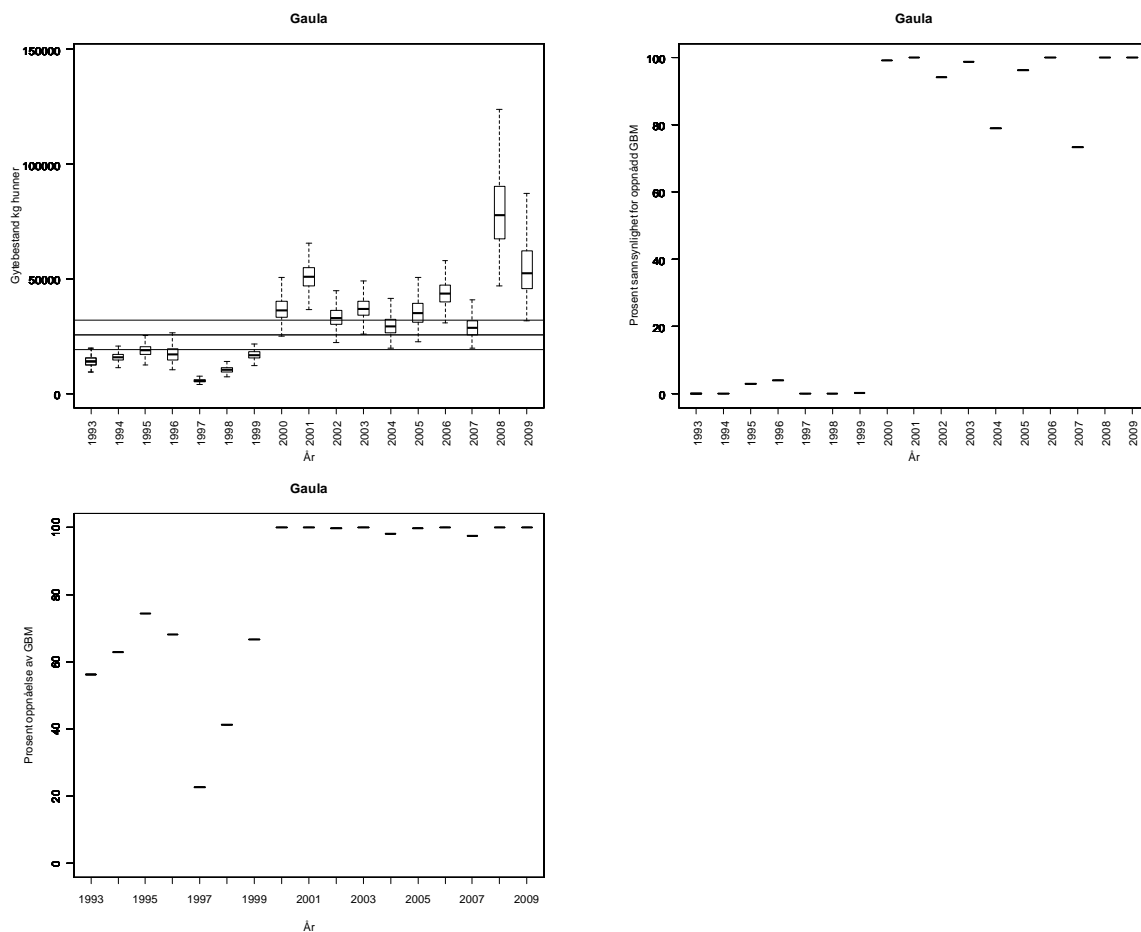 Gaula
150000
100000
50000
0
Gytebestand kg hunner
1993 1994 1995 1996 1997 1998 1999 2000 2001 2002 2003 2004 2005 2006 2007 2008 2009
År
Gaula
100
80
60
40
20
0
Prosent sannsynlighet for oppnådd GBM
1993 1994 1995 1996 1997 1998 1999 2000 2001 2002 2003 2004 2005 2006 2007 2008 2009
År
Gaula
100
80
60
40
20
0
Prosent oppnåelse av GBM
1993 1995 1997 1999 2001 2003 2005 2007 2009
År